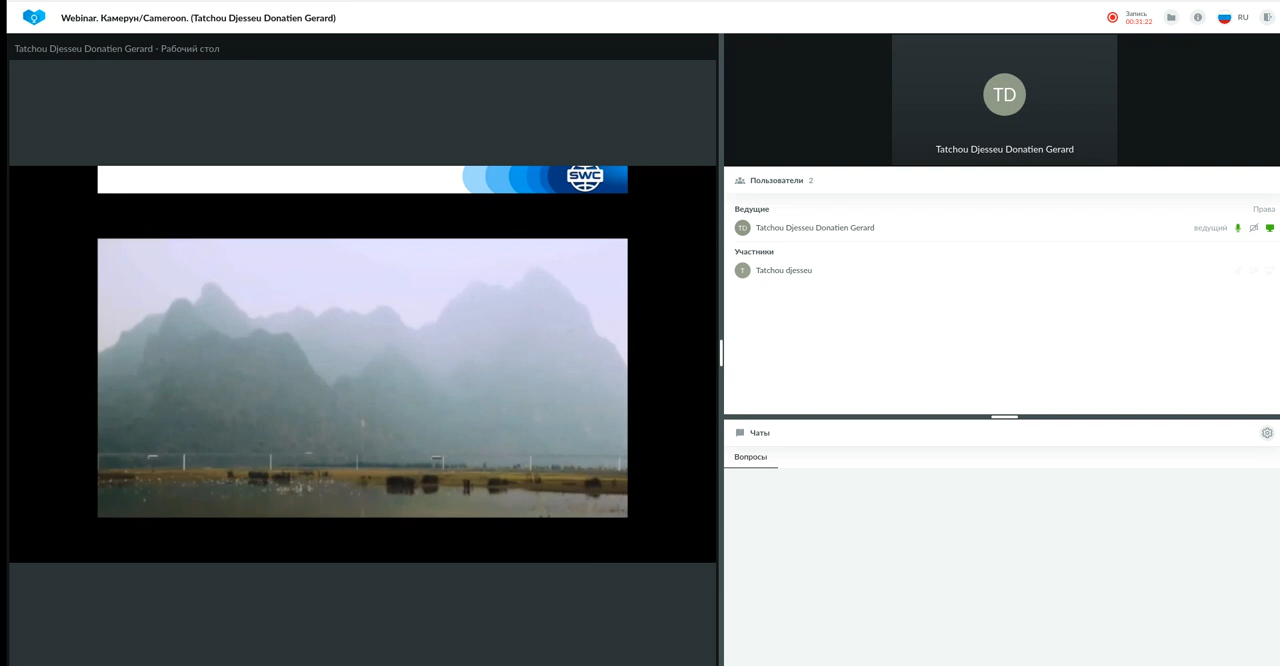 Webinar. Камерун/Cameroon. (Tatchou Djesseu Donatien Gerard)
Запись
00:31:22
RU
Tatchou Djesseu Donatien Gerard - Рабочий стол
SWC
TD
Tatchou Djesseu Donatien Gerard
Пользователи 2
Ведущие Права
TD Tatchou Djesseu Donatien Gerard ведущий
Участники
T Tatchou djesseu
Чаты
Вопросы